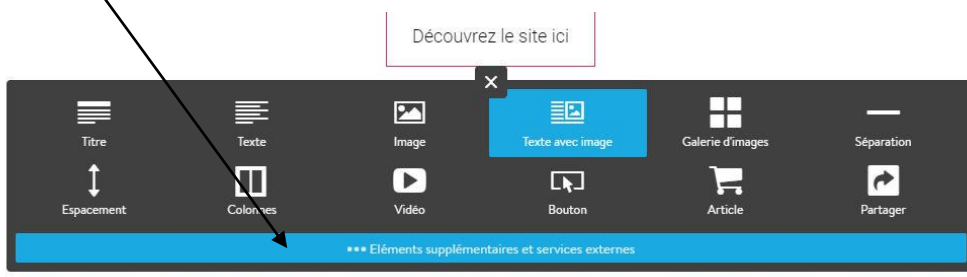 Découvrez le site ici
Titre
Texte
Image
Texte avec image
Galerie d'images
Séparation
Espacement
Colonnes
Vidéo
Bouton
Article
Partager
••• Eléments supplémentaires et services externes